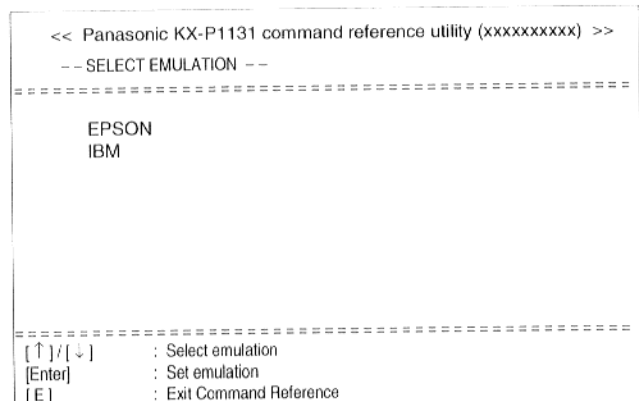 << Panasonic KX-P1131 command reference utility (xxxxxxxxxx) >>
-- SELECT EMULATION --
EPSON
IBM
[↑]/[↓] : Select emulation
[Enter] : Set emulation
[E] : Exit Command Reference